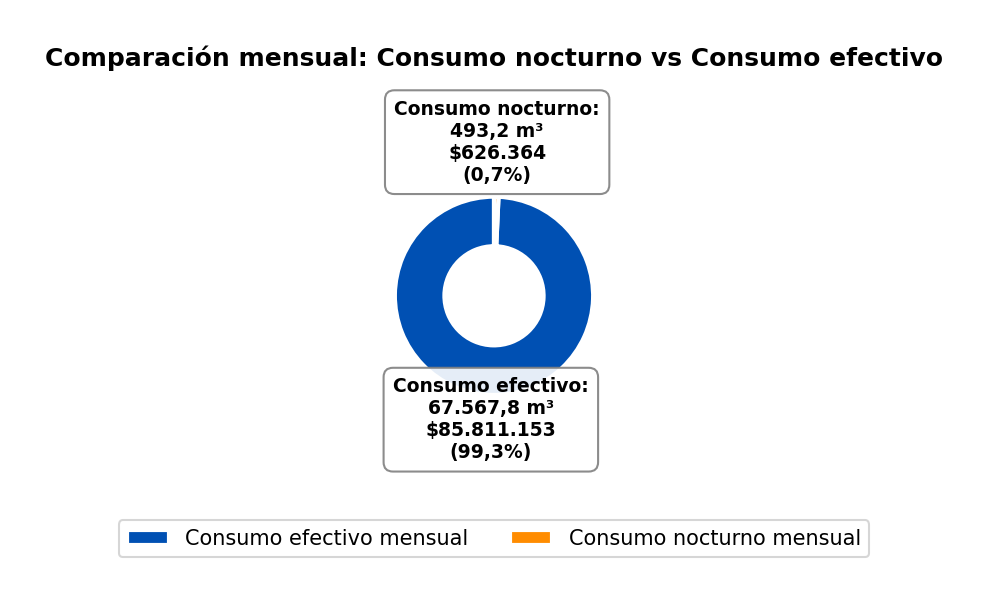 Comparación mensual: Consumo nocturno vs Consumo efectivo
Consumo nocturno:
493,2 m³
$626.364
(0,7%)
Consumo efectivo:
67.567,8 m³
$85.811.153
(99,3%)
Consumo efectivo mensual
Consumo nocturno mensual